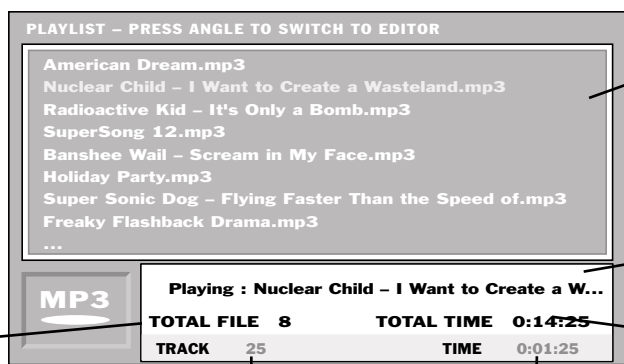 PLAYLIST – PRESS ANGLE TO SWITCH TO EDITOR
American Dream.mp3
Nuclear Child – I Want to Create a Wasteland.mp3
Radioactive Kid – It's Only a Bomb.mp3
SuperSong 12.mp3
Banshee Wail – Scream in My Face.mp3
Holiday Party.mp3
Super Sonic Dog – Flying Faster Than the Speed of.mp3
Freaky Flashback Drama.mp3
...
MP3
Playing : Nuclear Child – I Want to Create a W...
TOTAL FILE 8 TOTAL TIME 0:14:25
TRACK 25 TIME 0:01:25